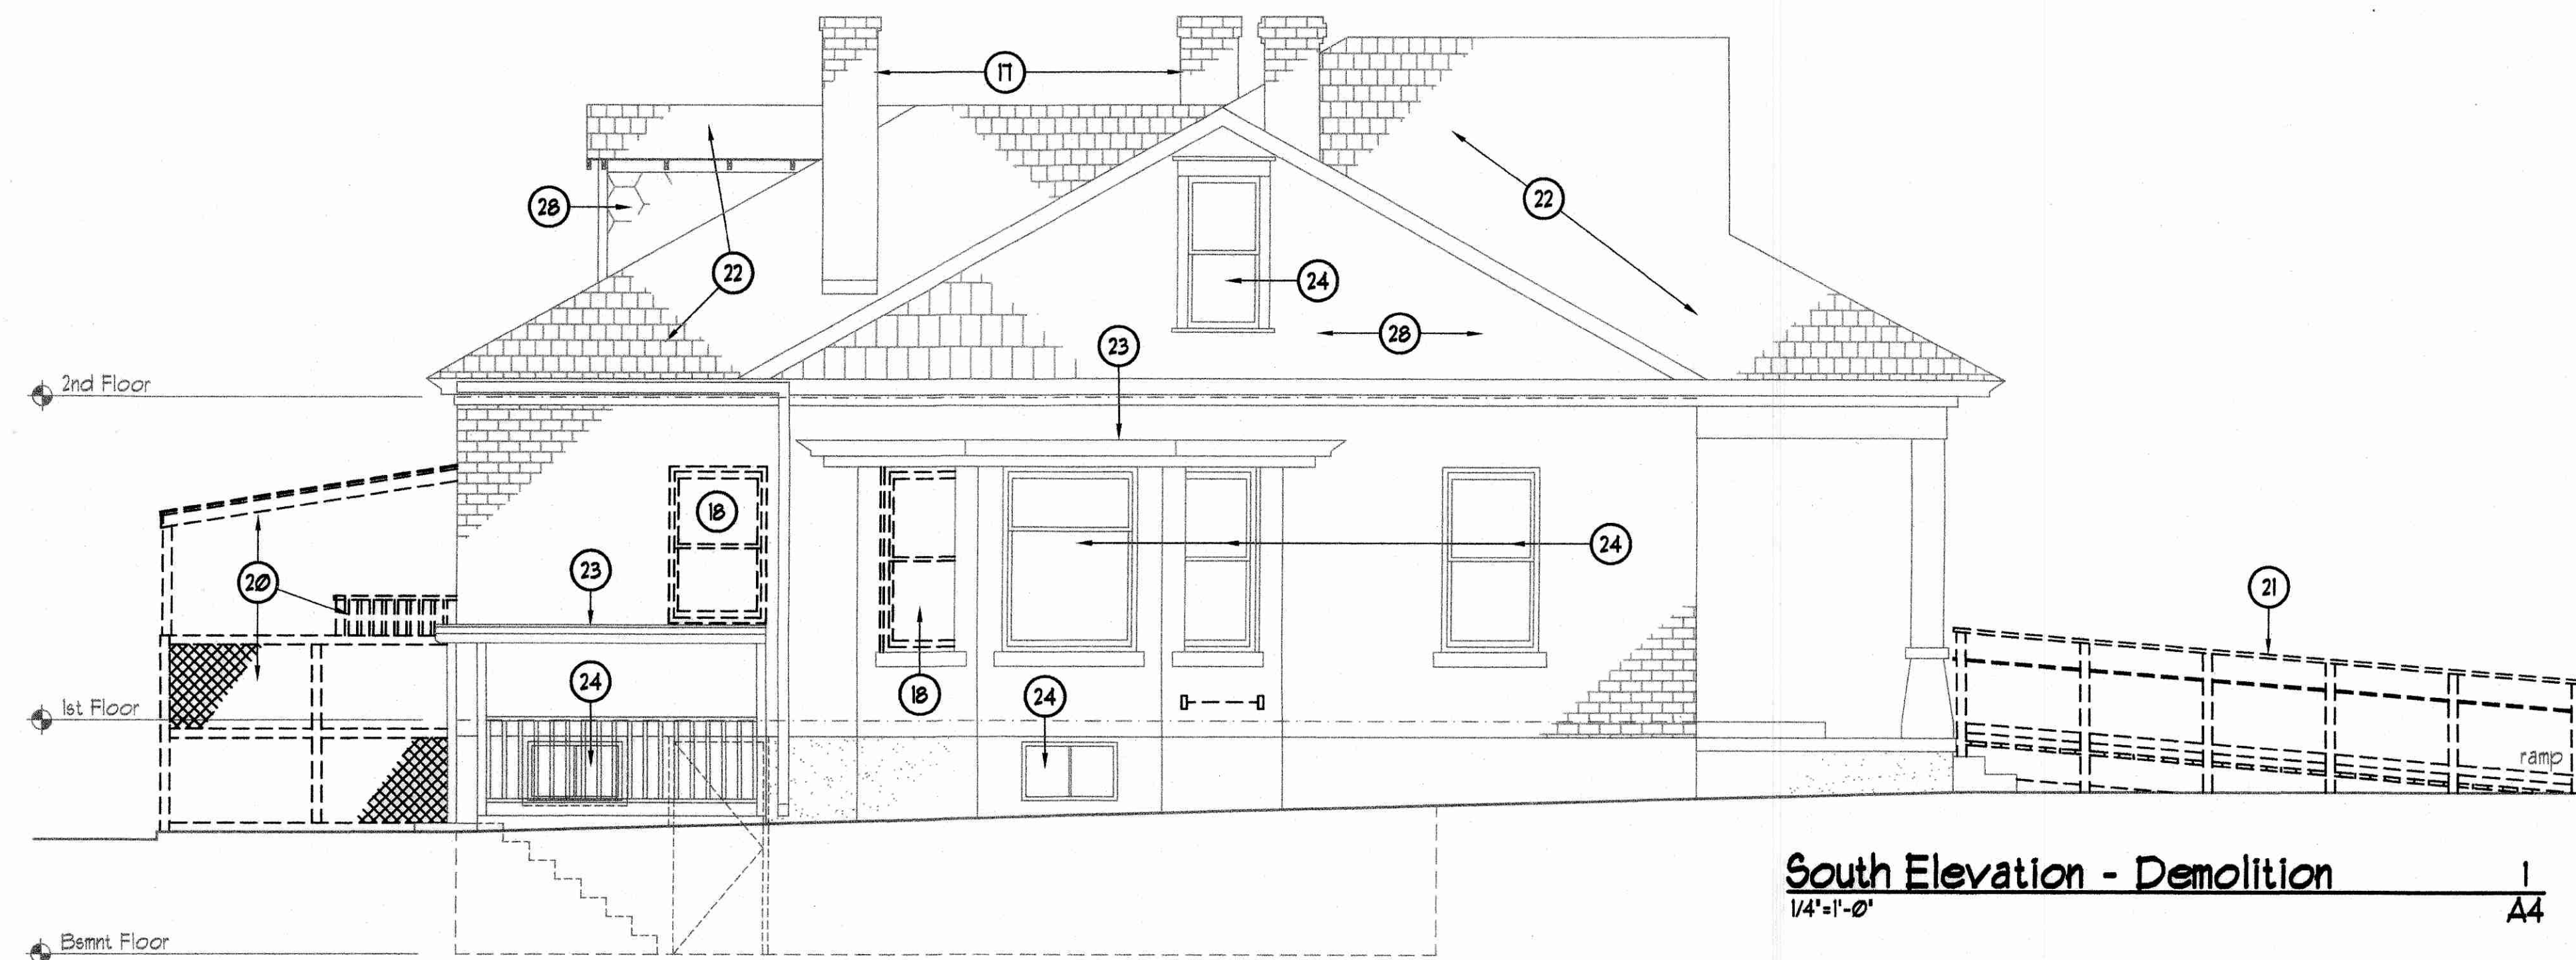 17
28
22
22
24
28
23
2nd Floor
18
24
20
23
21
24
18
24
1st Floor
ramp
South Elevation - Demolition 1
1/4"=1'-0" A4
Bsmnt Floor